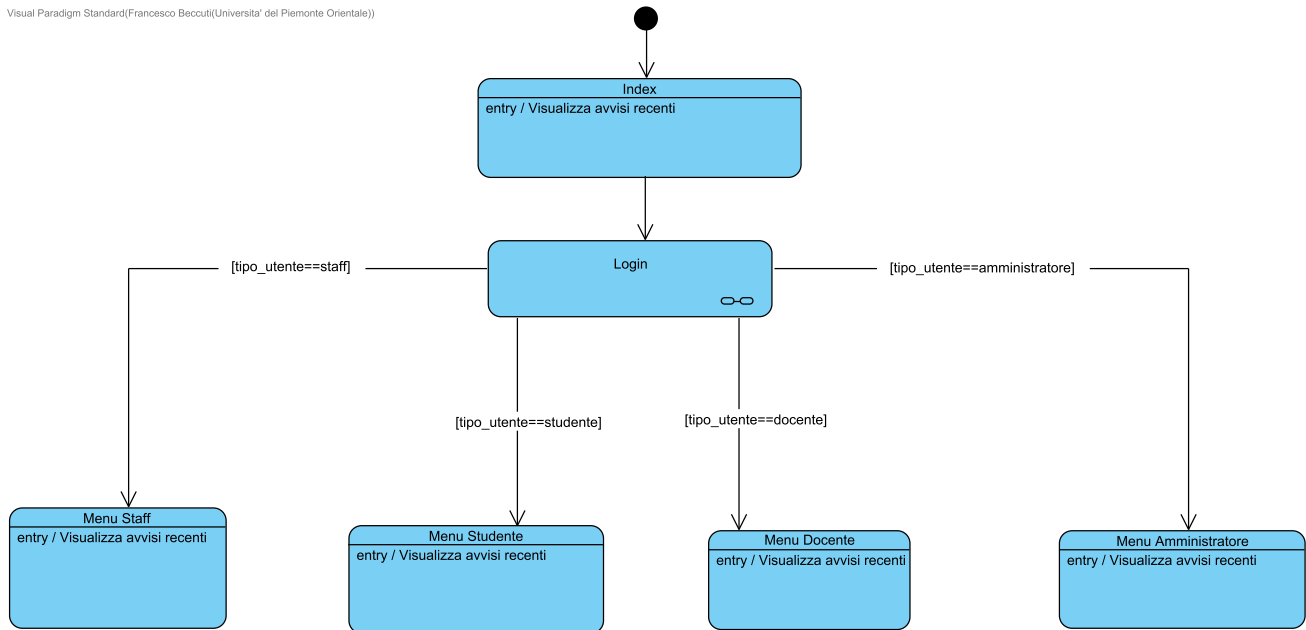 Visual Paradigm Standard(Francesco Beccuti(Universita' del Piemonte Orientale))
Index
entry / Visualizza avvisi recenti
Login
[tipo_utente==staff]
[tipo_utente==amministratore]
[tipo_utente==studente]
[tipo_utente==docente]
Menu Staff
entry / Visualizza avvisi recenti
Menu Studente
entry / Visualizza avvisi recenti
Menu Docente
entry / Visualizza avvisi recenti
Menu Amministratore
entry / Visualizza avvisi recenti